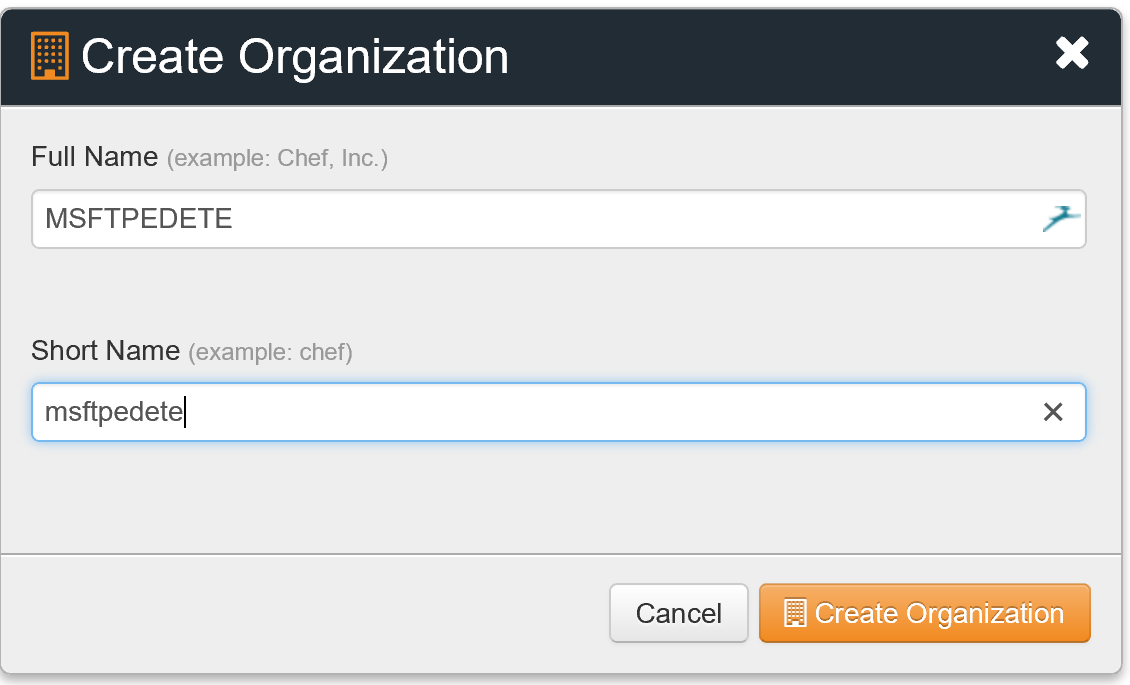 Create Organization
Full Name (example: Chef, Inc.)
MSFTPEDETE
Short Name (example: chef)
msftpedete
Cancel
Create Organization